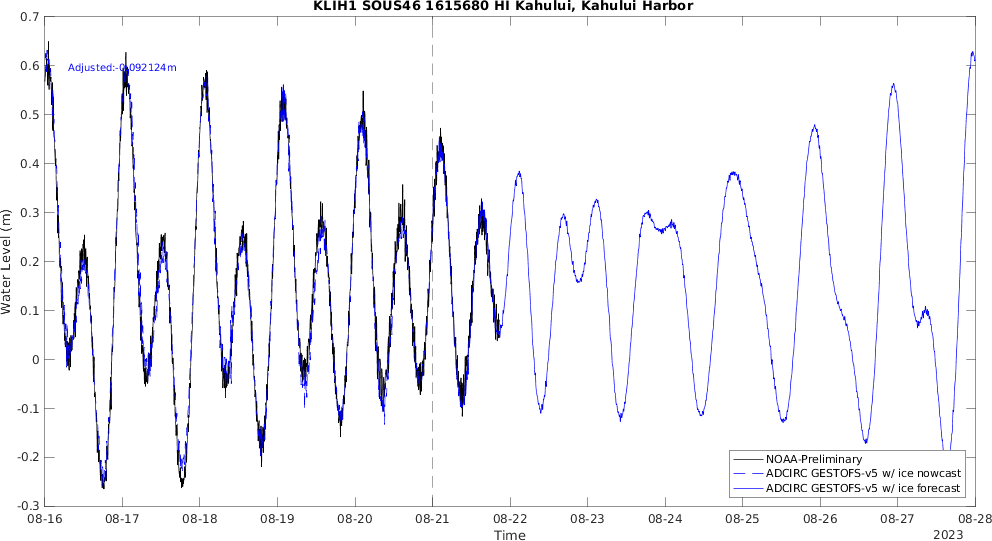 KLIH1 SOUS46 1615680 HI Kahului, Kahului Harbor
0.7
0.6
0.5
0.4
0.3
0.2
0.1
0
-0.1
-0.2
-0.3
Water Level (m)
Adjusted:-0.092124m
NOAA-Preliminary
ADCIRC GESTOFS-v5 w/ ice nowcast
ADCIRC GESTOFS-v5 w/ ice forecast
08-16 08-17 08-18 08-19 08-20 08-21 08-22 08-23 08-24 08-25 08-26 08-27 08-28
Time
2023